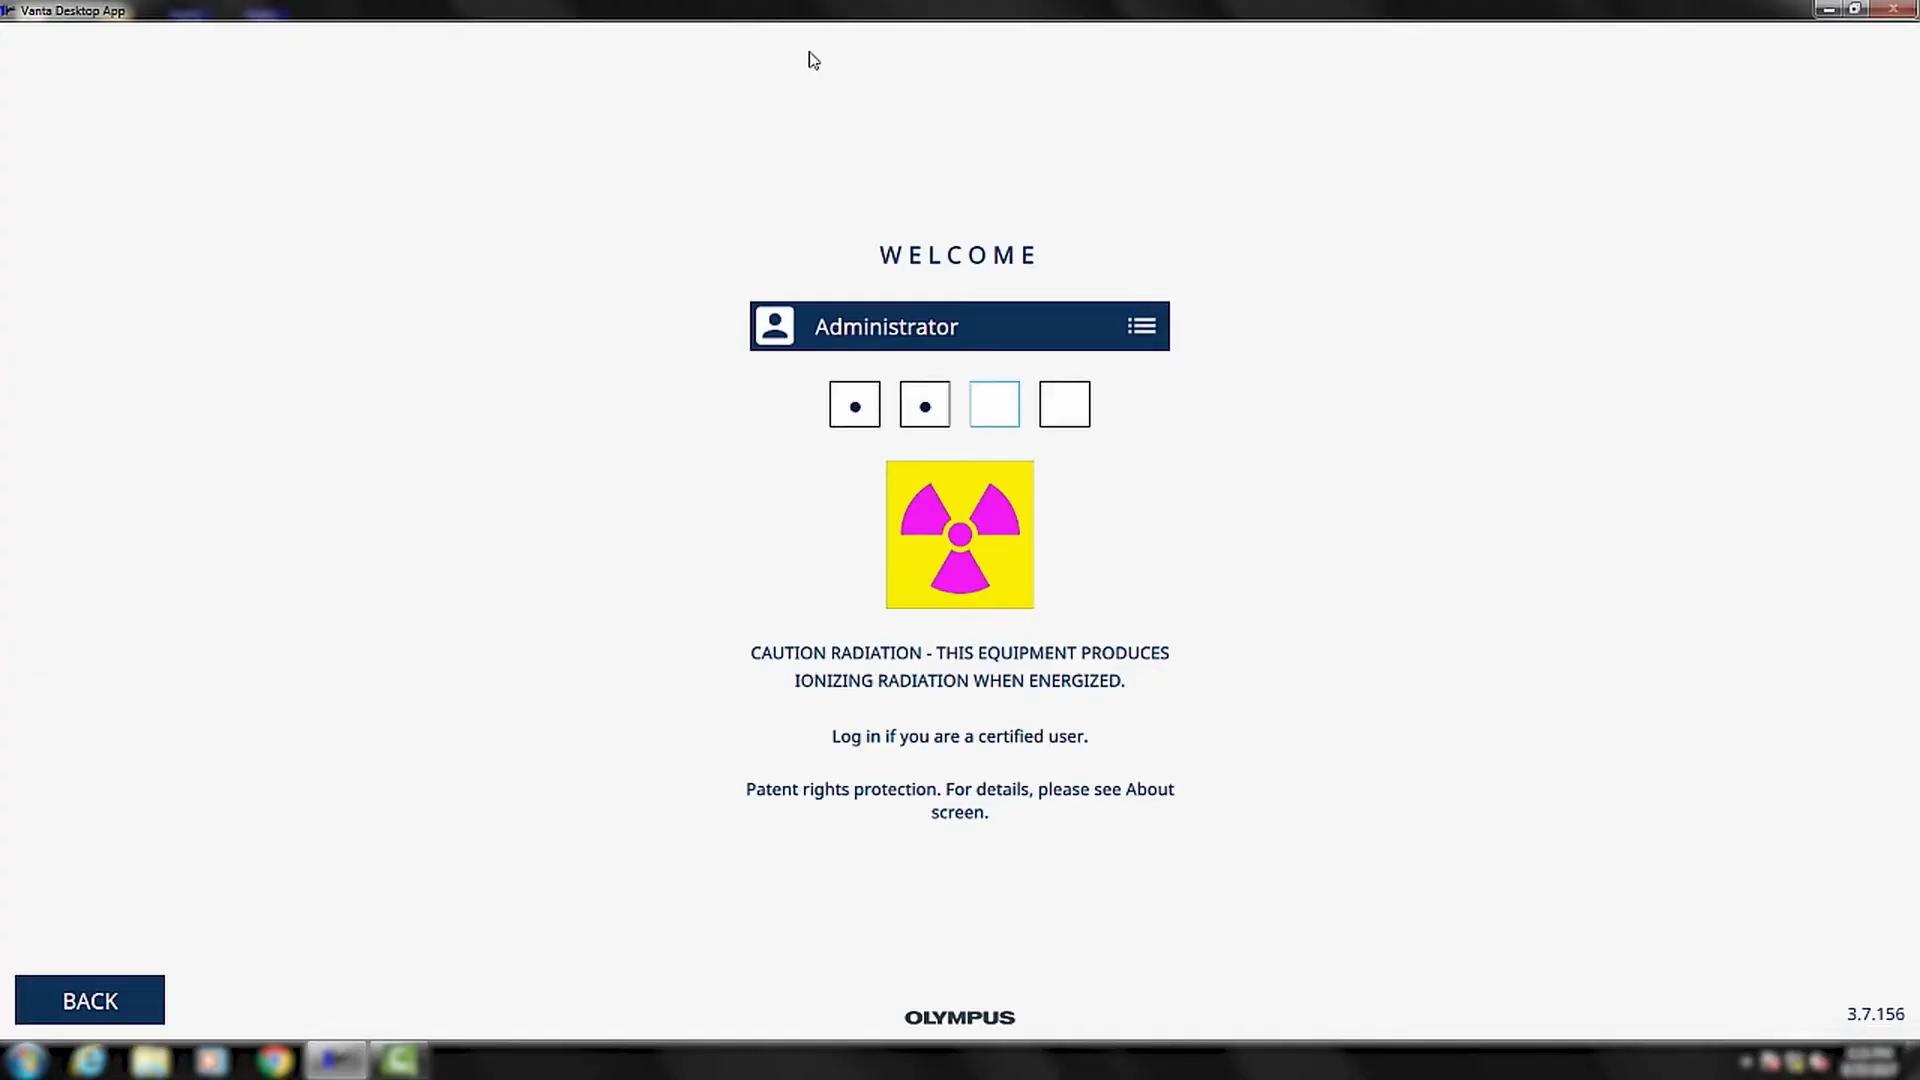 Vanta Desktop App
WELCOME
Administrator
CAUTION RADIATION - THIS EQUIPMENT PRODUCES
IONIZING RADIATION WHEN ENERGIZED.
Log in if you are a certified user.
Patent rights protection. For details, please see About
screen.
BACK
OLYMPUS
3.7.156